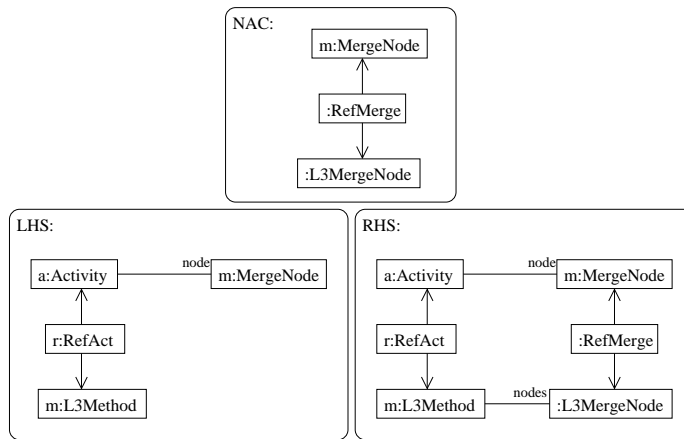 NAC:
m:MergeNode
:RefMerge
:L3MergeNode
LHS:
a:Activity
node
m:MergeNode
r:RefAct
m:L3Method
RHS:
a:Activity
node
m:MergeNode
r:RefAct
:RefMerge
m:L3Method
nodes
:L3MergeNode